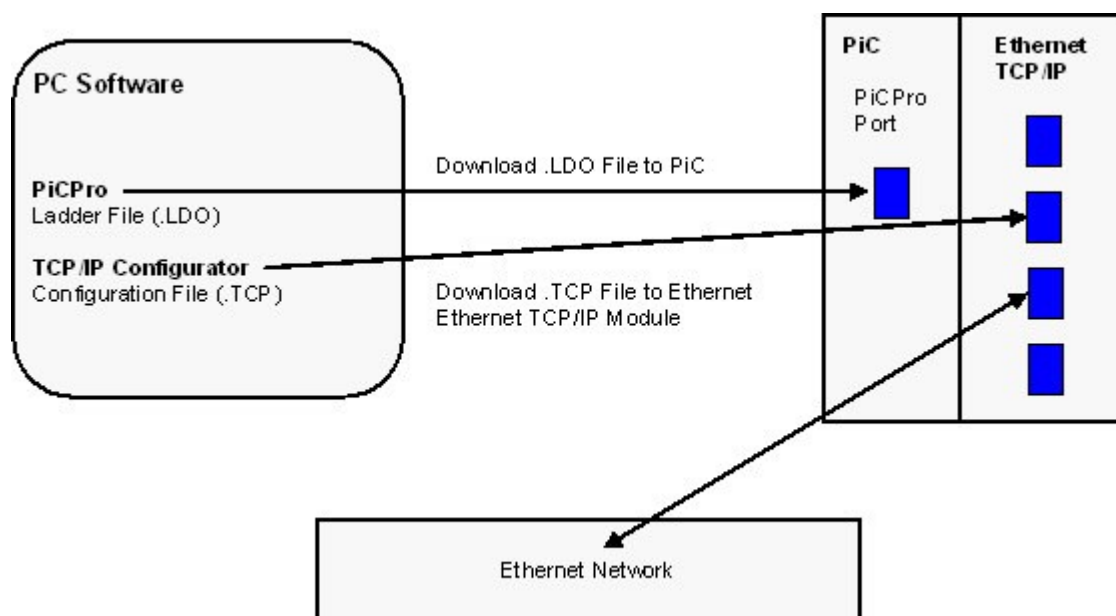 PC Software
PiCPro
Ladder File (.LDO)
TCP/IP Configurator
Configuration File (.TCP)
Download .LDO File to PiC
Download .TCP File to Ethernet
Ethernet TCP/IP Module
PiC
PiCPro
Port
Ethernet
TCP/IP
Ethernet Network